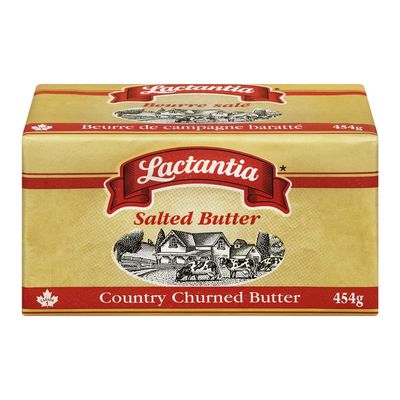 Lactantia
Beurre salé
Beurre de campagne baratté 454g
Lactantia *
Salted Butter
Country Churned Butter 454g